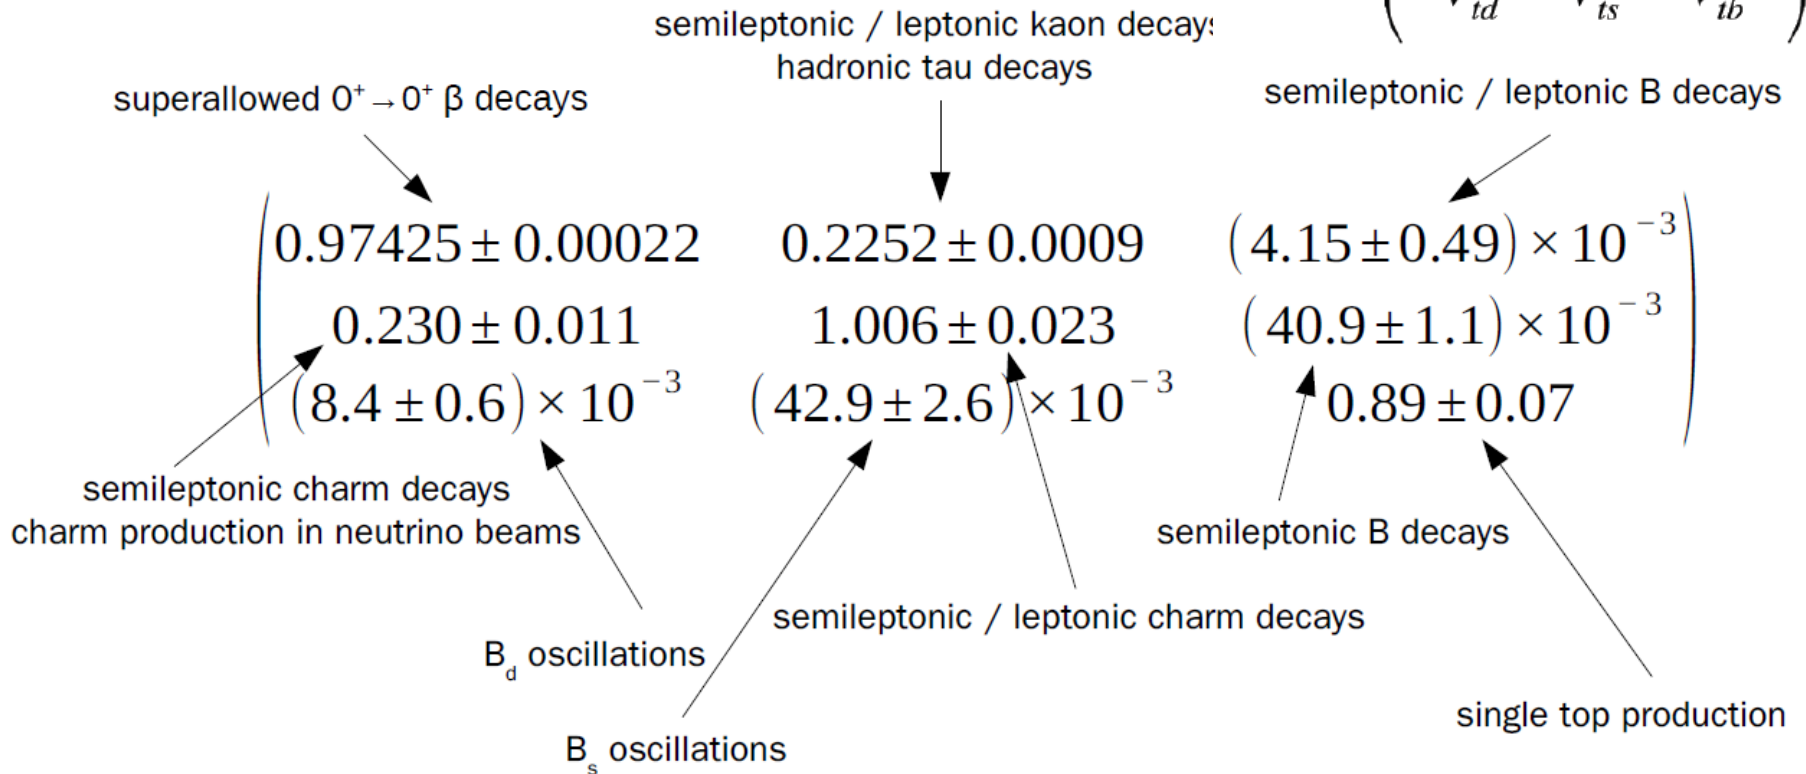 semileptonic / leptonic kaon decays
hadronic tau decays
td ts tb
superallowed 0⁺→0⁺ β decays
semileptonic / leptonic B decays
0.97425 ± 0.00022 0.2252 ± 0.0009 (4.15 ± 0.49) × 10⁻³
0.230 ± 0.011 1.006 ± 0.023 (40.9 ± 1.1) × 10⁻³
(8.4 ± 0.6) × 10⁻³ (42.9 ± 2.6) × 10⁻³ 0.89 ± 0.07
semileptonic charm decays
charm production in neutrino beams
semileptonic B decays
semileptonic / leptonic charm decays
B_d oscillations
single top production
B_s oscillations